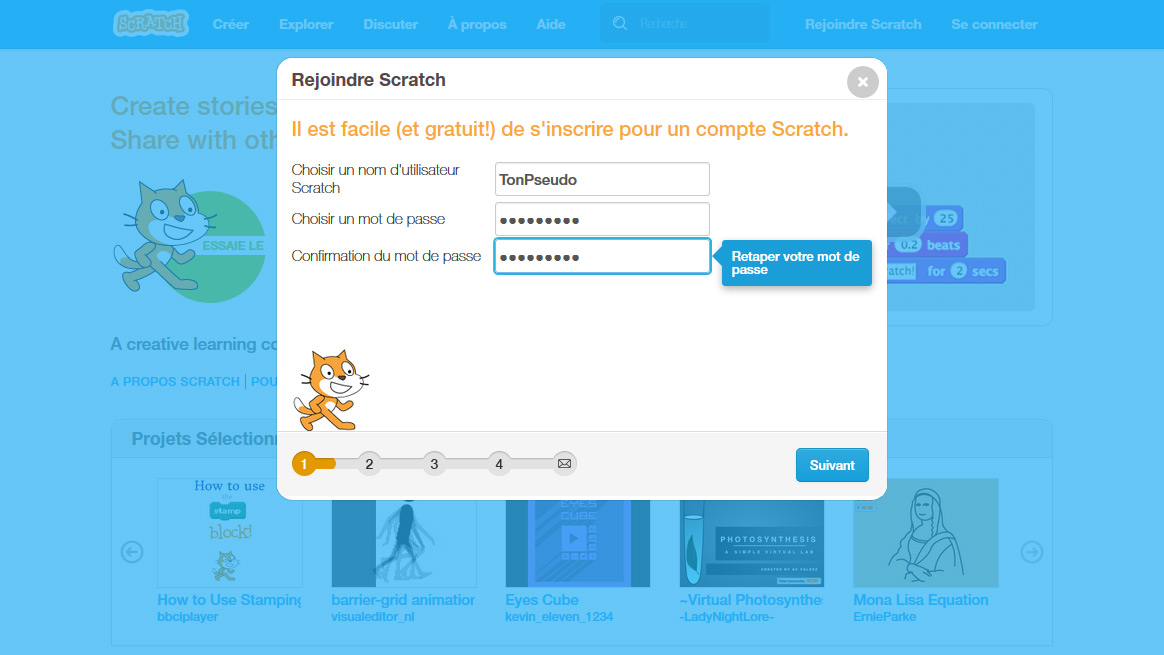 SCRATCH Créer Explorer Discuter À propos Aide Recherche Rejoindre Scratch Se connecter
Rejoindre Scratch
Il est facile (et gratuit!) de s'inscrire pour un compte Scratch.
Choisir un nom d'utilisateur
Scratch
TonPseudo
Choisir un mot de passe
●●●●●●●●●
Confirmation du mot de passe
●●●●●●●●●
Retaper votre mot de
passe
1 2 3 4
Suivant
Create stories
Share with oth
ESSAIE LE
by 25
0.2 beats
for 2 secs
A creative learning co
A PROPOS SCRATCH | POU
Projets Sélectionn
How to use
the
stamp
block!
EYES
CUBE
PHOTOSYNTHESIS
A SIMPLE VIRTUAL LAB
How to Use Stamping
bbciplayer
barrier-grid animation
visualeditor_nl
Eyes Cube
kevin_eleven_1234
~Virtual Photosynthe
-LadyNightLore-
Mona Lisa Equation
ErnieParke